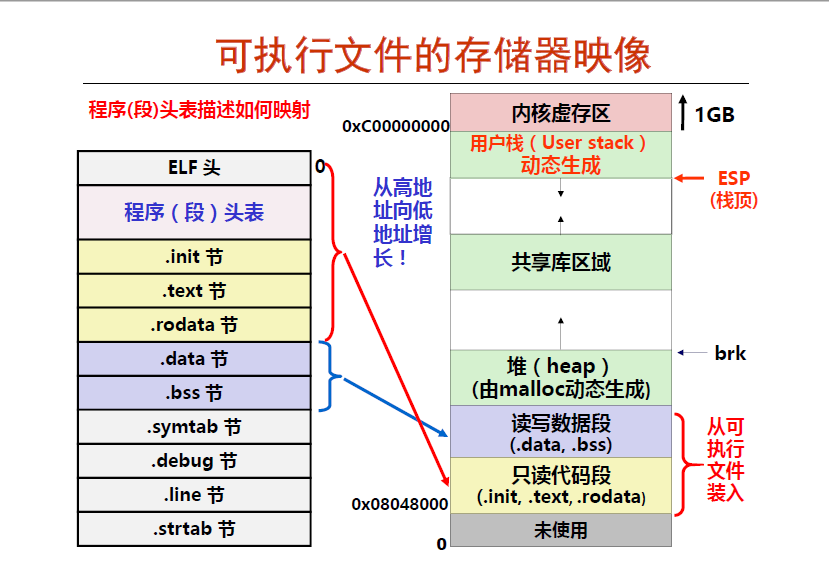 可执行文件的存储器映像
程序(段)头表描述如何映射
ELF 头
0
程序（段）头表
.init 节
.text 节
.rodata 节
.data 节
.bss 节
.symtab 节
.debug 节
.line 节
.strtab 节
从高地
址向低
地址增
长！
0xC00000000
内核虚存区
1GB
用户栈（User stack）
动态生成
ESP
(栈顶)
共享库区域
brk
堆（heap）
(由malloc动态生成)
读写数据段
(.data, .bss)
只读代码段
(.init, .text, .rodata)
从可
执行
文件
装入
0x08048000
未使用
0